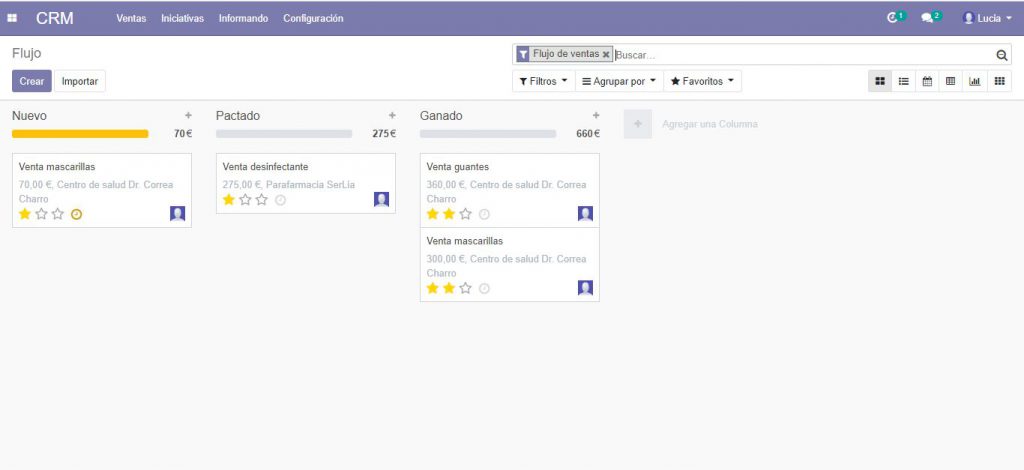 CRM Ventas Iniciativas Informando Configuración 1 2 Lucia
Flujo
Flujo de ventas × Buscar...
Crear Importar
Filtros Agrupar por Favoritos
Nuevo +
70€
Venta mascarillas
70,00 €, Centro de salud Dr. Correa
Charro
Pactado +
275€
Venta desinfectante
275,00 €, Parafarmacia SerLia
Ganado +
660€
Venta guantes
360,00 €, Centro de salud Dr. Correa
Charro
Venta mascarillas
300,00 €, Centro de salud Dr. Correa
Charro
+ Agregar una Columna